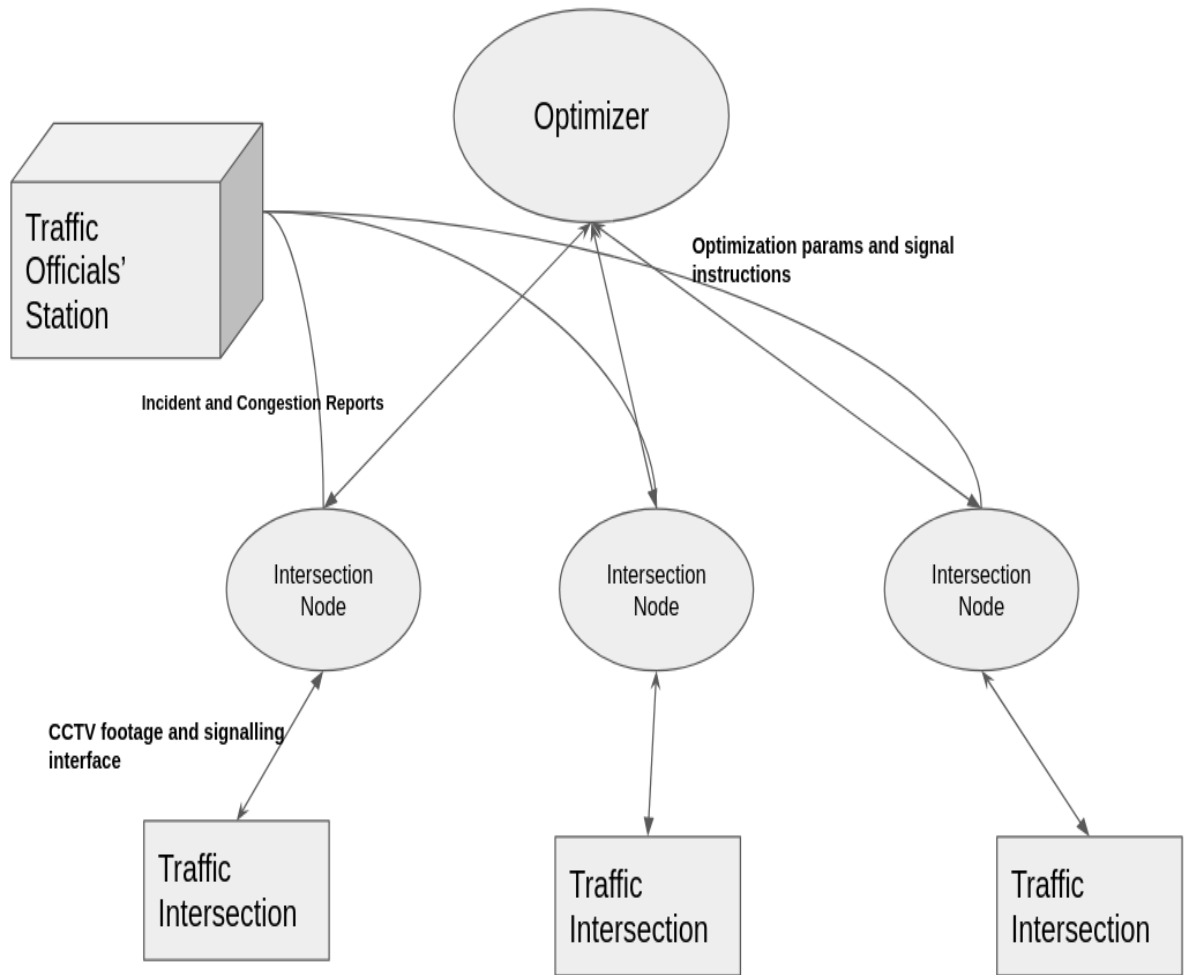 Optimizer
Traffic
Officials’
Station
Optimization params and signal
instructions
Incident and Congestion Reports
Intersection
Node
Intersection
Node
Intersection
Node
CCTV footage and signalling
interface
Traffic
Intersection
Traffic
Intersection
Traffic
Intersection